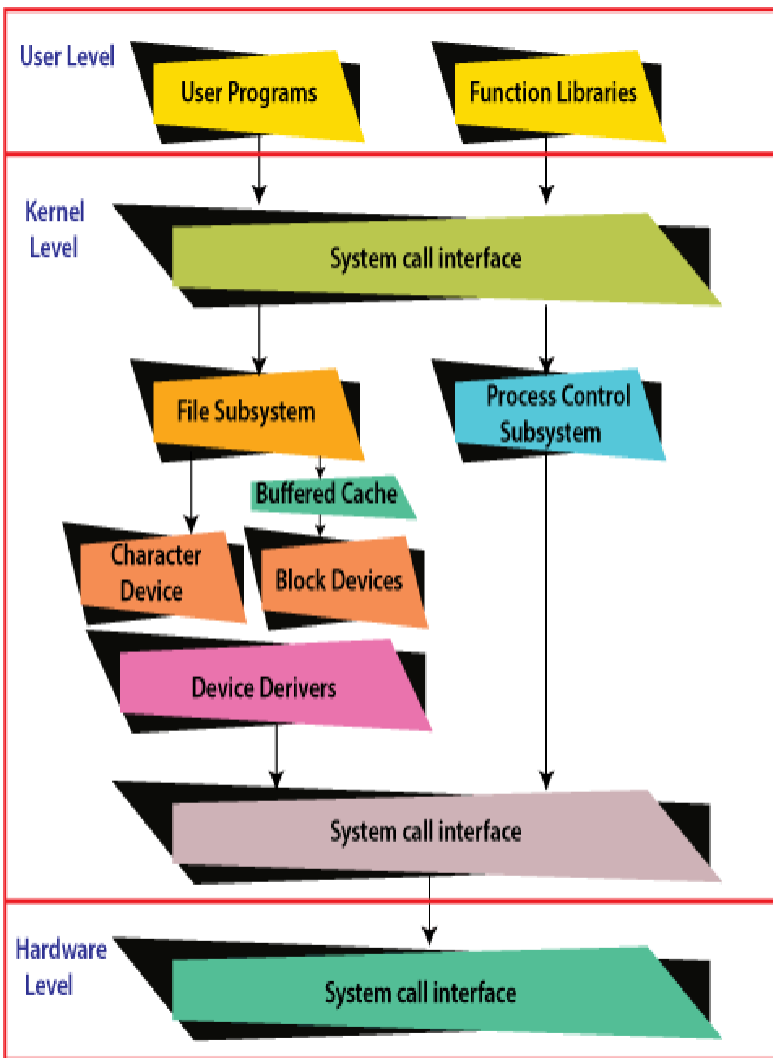 User Level
User Programs
Function Libraries
Kernel
Level
System call interface
File Subsystem
Process Control
Subsystem
Buffered Cache
Character
Device
Block Devices
Device Derivers
System call interface
Hardware
Level
System call interface